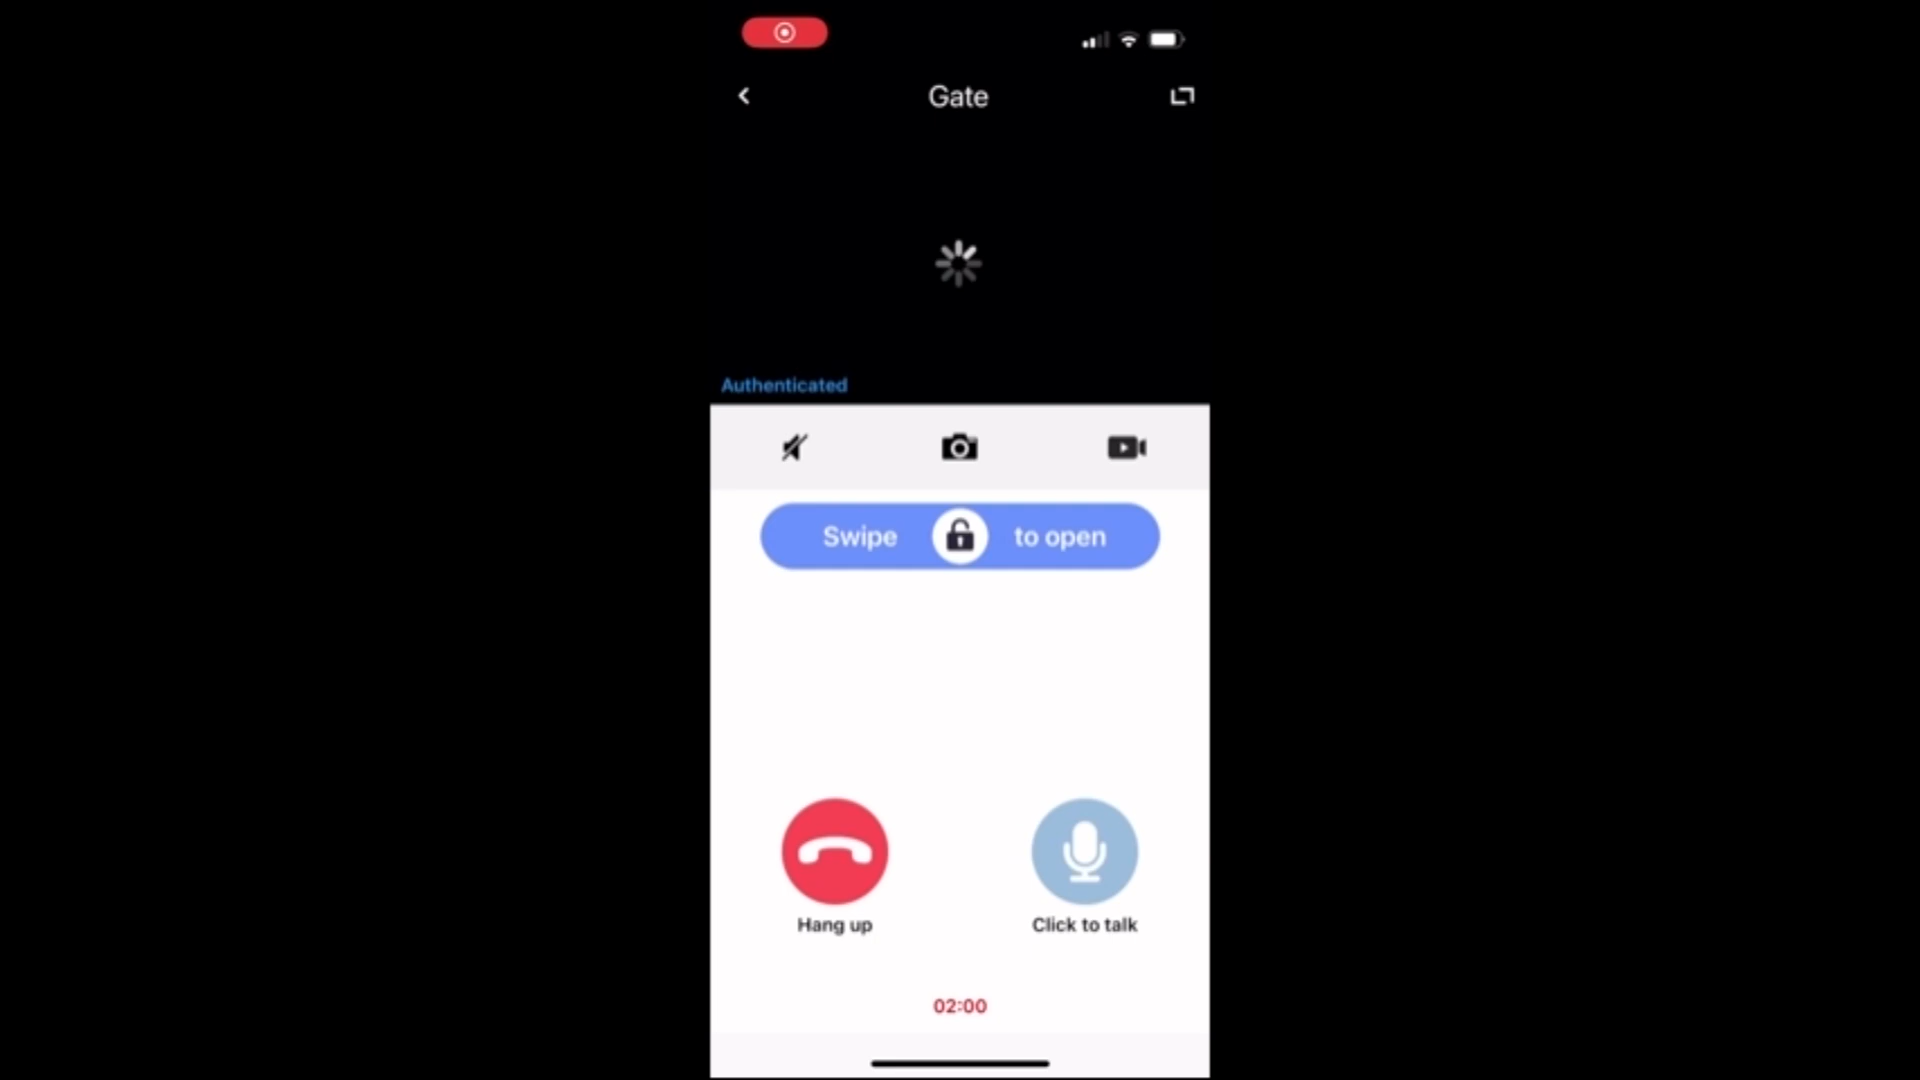 Gate
Authenticated
Swipe to open
Hang up
Click to talk
02:00